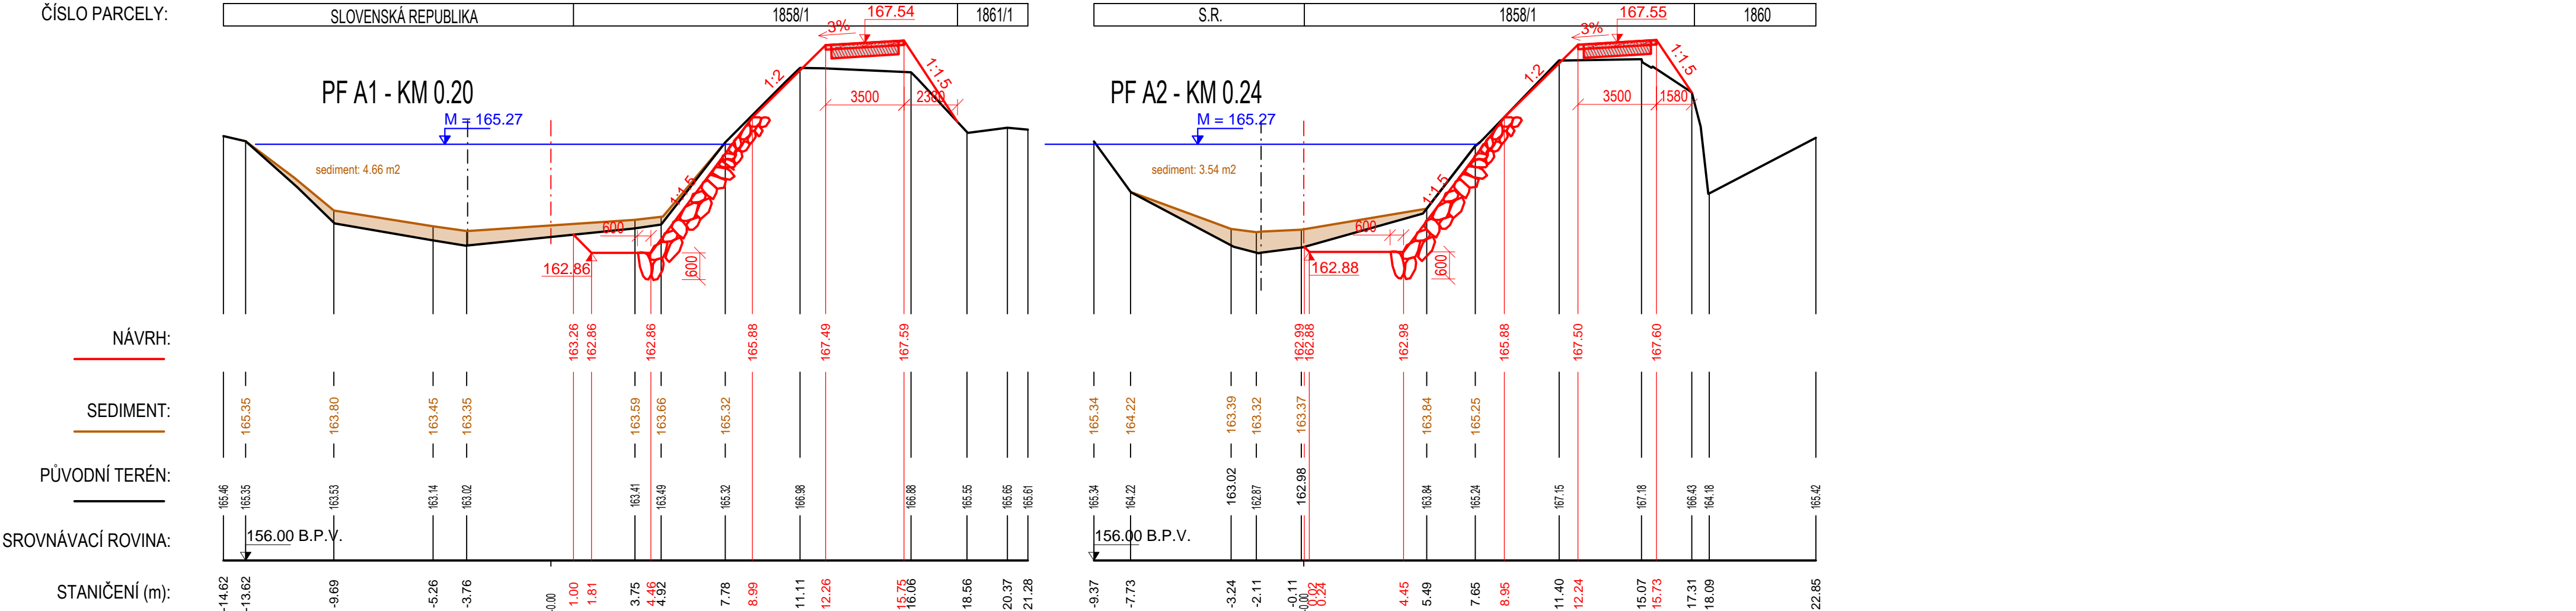 ČÍSLO PARCELY:
SLOVENSKÁ REPUBLIKA 1858/1 1861/1
S.R. 1858/1 1860
167.54
3%
1:2
1:1.5
3500 2380
PF A1 - KM 0.20
M = 165.27
sediment: 4.66 m2
1:1.5
600
600
162.86
167.55
3%
1:2
1:1.5
3500 1580
PF A2 - KM 0.24
M = 165.27
sediment: 3.54 m2
1:1.5
600
600
162.88
NÁVRH:
163.26 162.86 162.86 165.88 167.49 167.59
162.99 162.88 162.98 165.88 167.50 167.60
SEDIMENT:
165.35 163.80 163.45 163.35 163.59 163.66 165.32
165.34 164.22 163.39 163.32 163.37 163.84 165.25
PŮVODNÍ TERÉN:
165.46 165.35 163.53 163.14 163.02 163.41 163.49 165.32 166.98 166.88 165.55 165.65 165.61
165.34 164.22 163.02 162.87 162.98 163.84 165.24 167.15 167.18 166.43 164.18 165.42
SROVNÁVACÍ ROVINA:
156.00 B.P.V.
156.00 B.P.V.
STANIČENÍ (m):
-14.62 -13.62 -9.69 -5.26 -3.76 -0.00 1.00 1.81 3.75 4.46 4.92 7.78 8.99 11.11 12.26 15.75 16.06 18.56 20.37 21.28
-9.37 -7.73 -3.24 -2.11 -0.11 -0.00 0.02 0.24 4.45 5.49 7.65 8.95 11.40 12.24 15.07 15.73 17.31 18.09 22.85